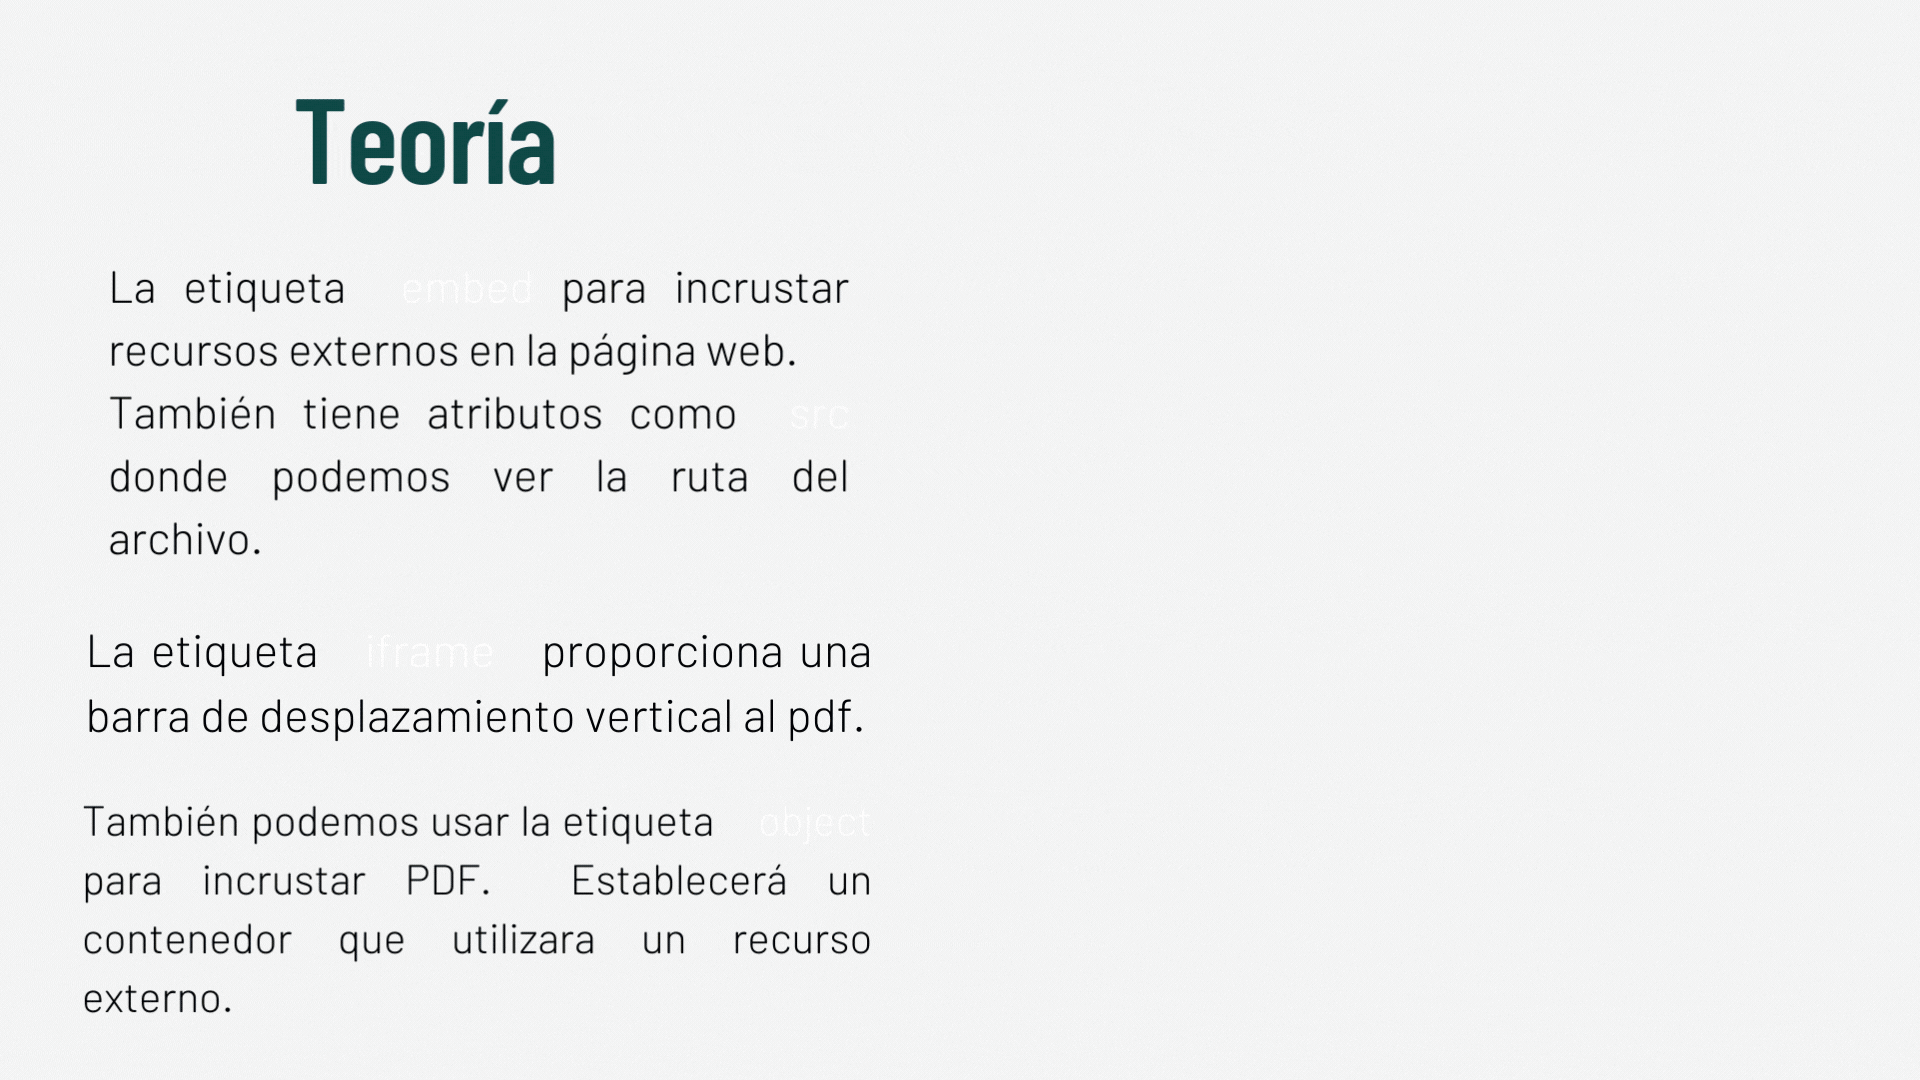 Teoría
La etiqueta embed para incrustar
recursos externos en la página web.
También tiene atributos como src
donde podemos ver la ruta del
archivo.
La etiqueta iframe proporciona una
barra de desplazamiento vertical al pdf.
También podemos usar la etiqueta object
para incrustar PDF. Establecerá un
contenedor que utilizara un recurso
externo.